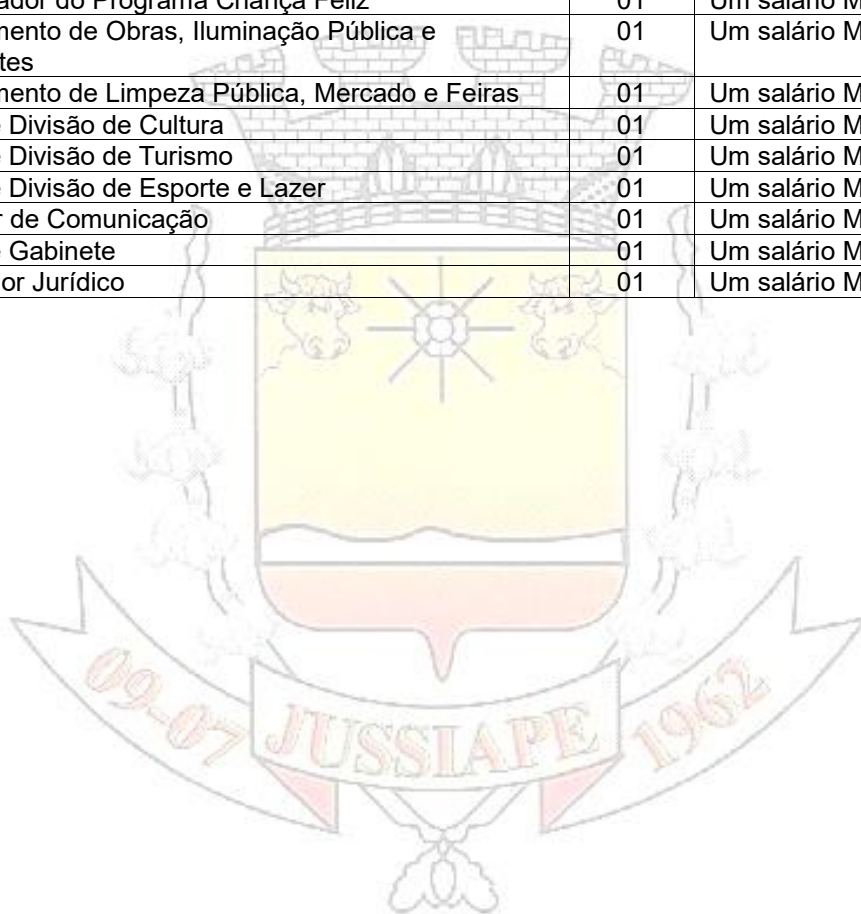 ador do Programa Criança Feliz 01 Um salário M
mento de Obras, Iluminação Pública e 01 Um salário M
tes
mento de Limpeza Pública, Mercado e Feiras 01 Um salário M
e Divisão de Cultura 01 Um salário M
e Divisão de Turismo 01 Um salário M
e Divisão de Esporte e Lazer 01 Um salário M
r de Comunicação 01 Um salário M
e Gabinete 01 Um salário M
or Jurídico 01 Um salário M
09-07 JUSSIAPE 1962